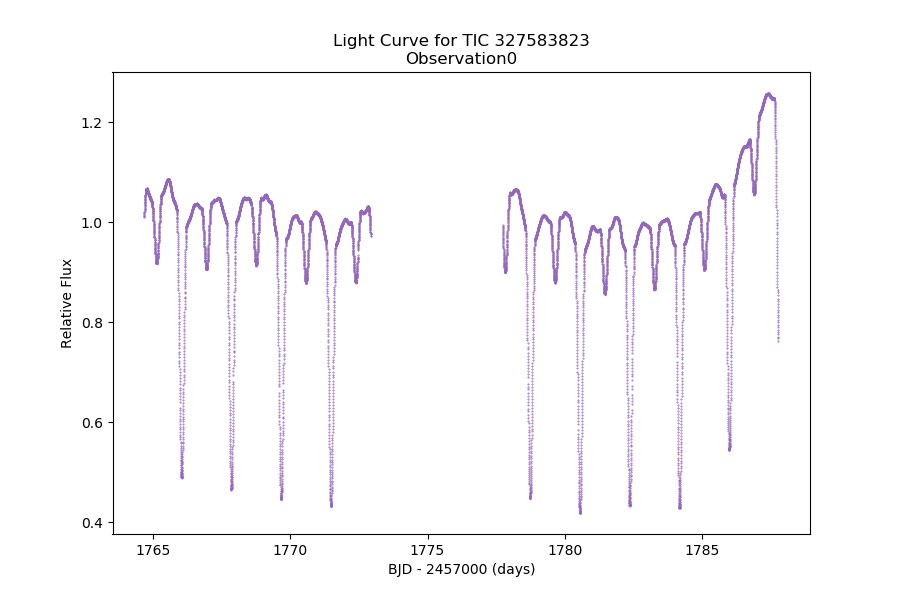 Light Curve for TIC 327583823
Observation0
1.2
1.0
0.8
0.6
0.4
Relative Flux
1765
1770
1775
1780
1785
BJD - 2457000 (days)